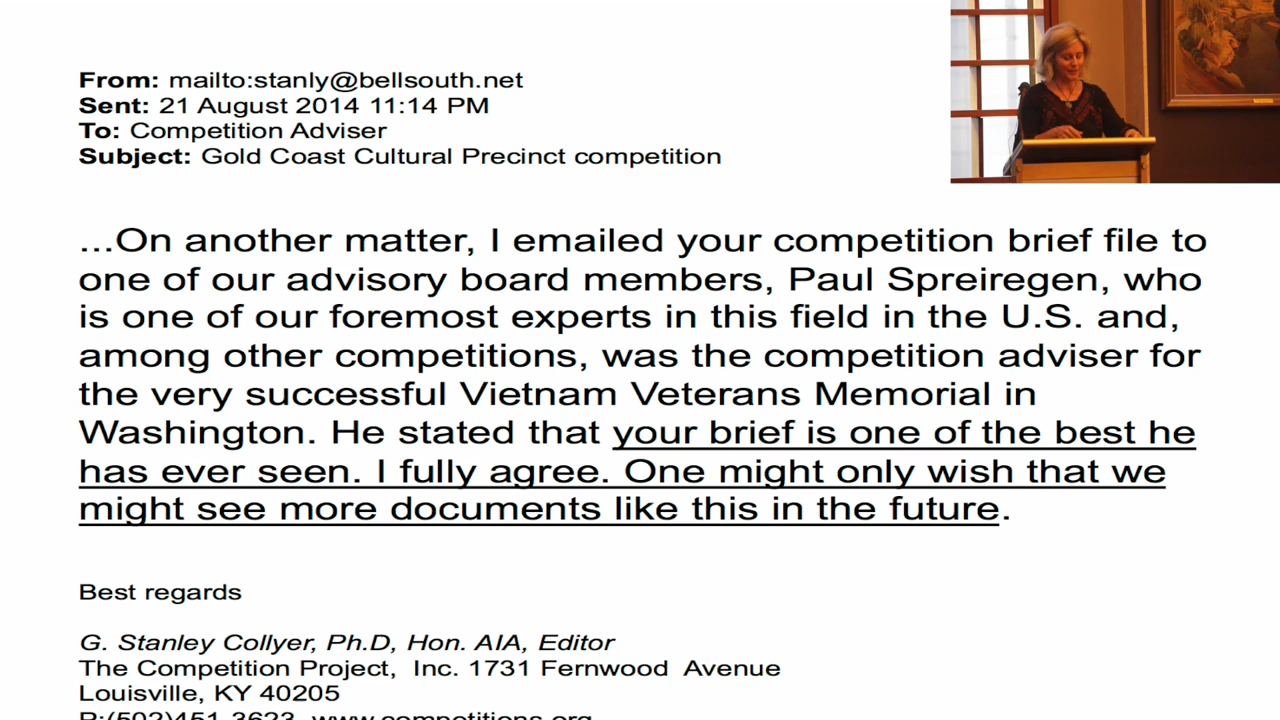 From: mailto:stanly@bellsouth.net
Sent: 21 August 2014 11:14 PM
To: Competition Adviser
Subject: Gold Coast Cultural Precinct competition
...On another matter, I emailed your competition brief file to
one of our advisory board members, Paul Spreiregen, who
is one of our foremost experts in this field in the U.S. and,
among other competitions, was the competition adviser for
the very successful Vietnam Veterans Memorial in
Washington. He stated that your brief is one of the best he
has ever seen. I fully agree. One might only wish that we
might see more documents like this in the future.
Best regards
G. Stanley Collyer, Ph.D, Hon. AIA, Editor
The Competition Project, Inc. 1731 Fernwood Avenue
Louisville, KY 40205
P:(502)451-3623 www.competitions.org